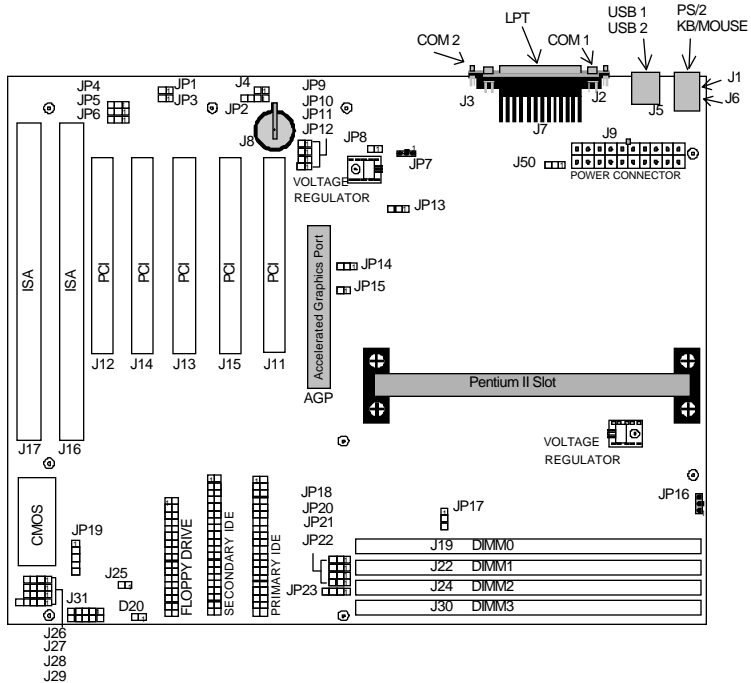 USB 1
USB 2
PS/2
KB/MOUSE
LPT
COM 2
COM 1
J1
J6
J3
J2
J5
J7
JP4
JP5
JP6
JP1
JP3
J4
JP2
J8
JP9
JP10
JP11
JP12
JP8
JP7
J9
J50
POWER CONNECTOR
VOLTAGE
REGULATOR
JP13
ISA
ISA
PCI
PCI
PCI
PCI
PCI
Accelerated Graphics Port
JP14
JP15
J12
J14
J13
J15
J11
AGP
Pentium II Slot
J17
J16
VOLTAGE
REGULATOR
CMOS
JP19
FLOPPY DRIVE
SECONDARY IDE
PRIMARY IDE
JP18
JP20
JP21
JP22
JP23
JP17
JP16
J19 DIMM0
J22 DIMM1
J24 DIMM2
J30 DIMM3
J25
J31
D20
J26
J27
J28
J29